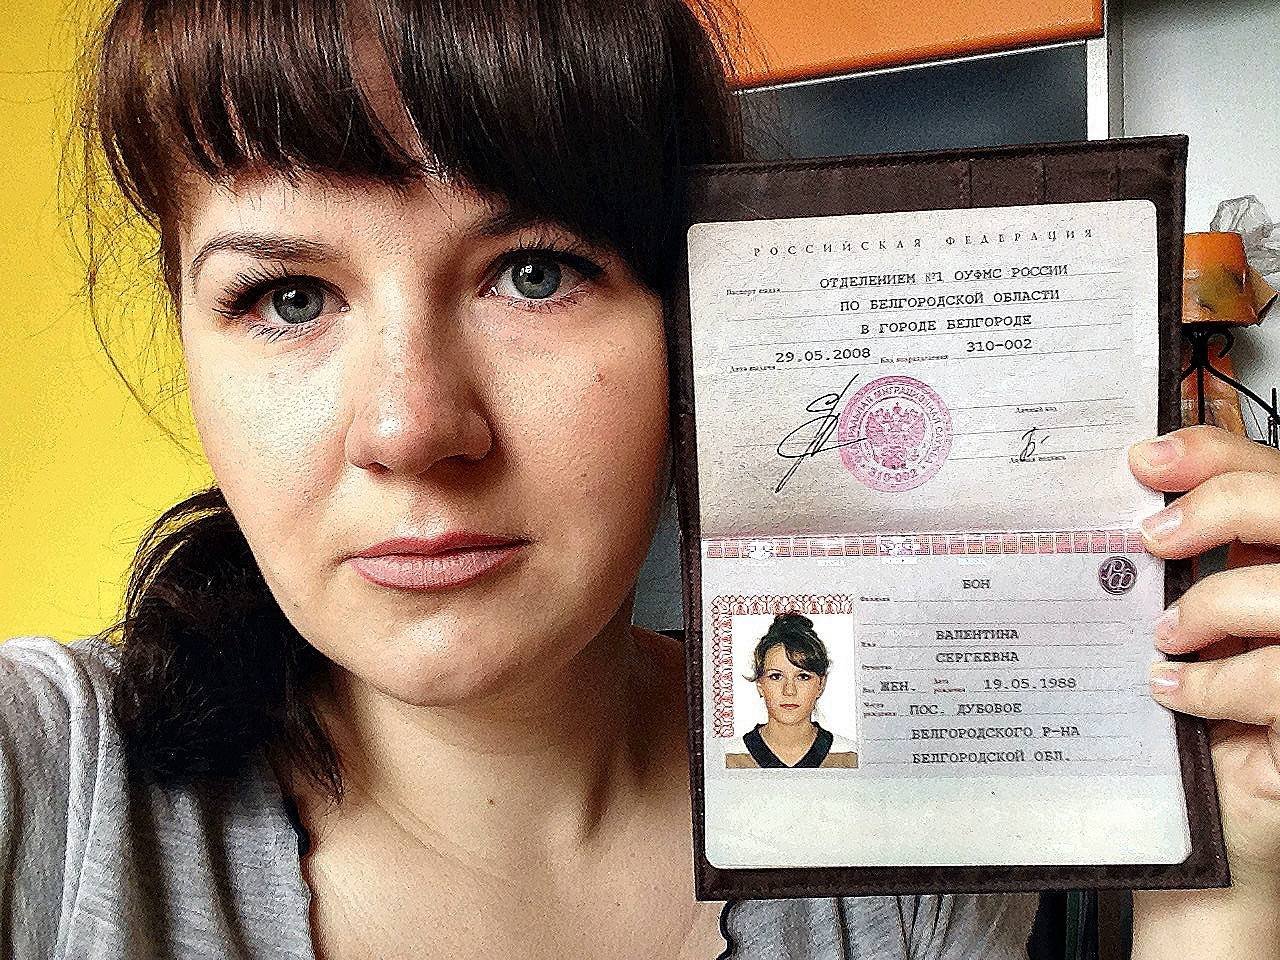 РОССИЙСКАЯ ФЕДЕРАЦИЯ
Паспорт выдан ОТДЕЛЕНИЕМ №1 ОУФМС РОССИИ
ПО БЕЛГОРОДСКОЙ ОБЛАСТИ
В ГОРОДЕ БЕЛГОРОДЕ
Дата выдачи 29.05.2008 Код подразделения 310-002
Личный код
Личная подпись
310-002
Фамилия БОН
Имя ВАЛЕНТИНА
Отчество СЕРГЕЕВНА
Пол ЖЕН. Дата рождения 19.05.1988
Место рождения ПОС. ДУБОВОЕ
БЕЛГОРОДСКОГО Р-НА
БЕЛГОРОДСКОЙ ОБЛ.